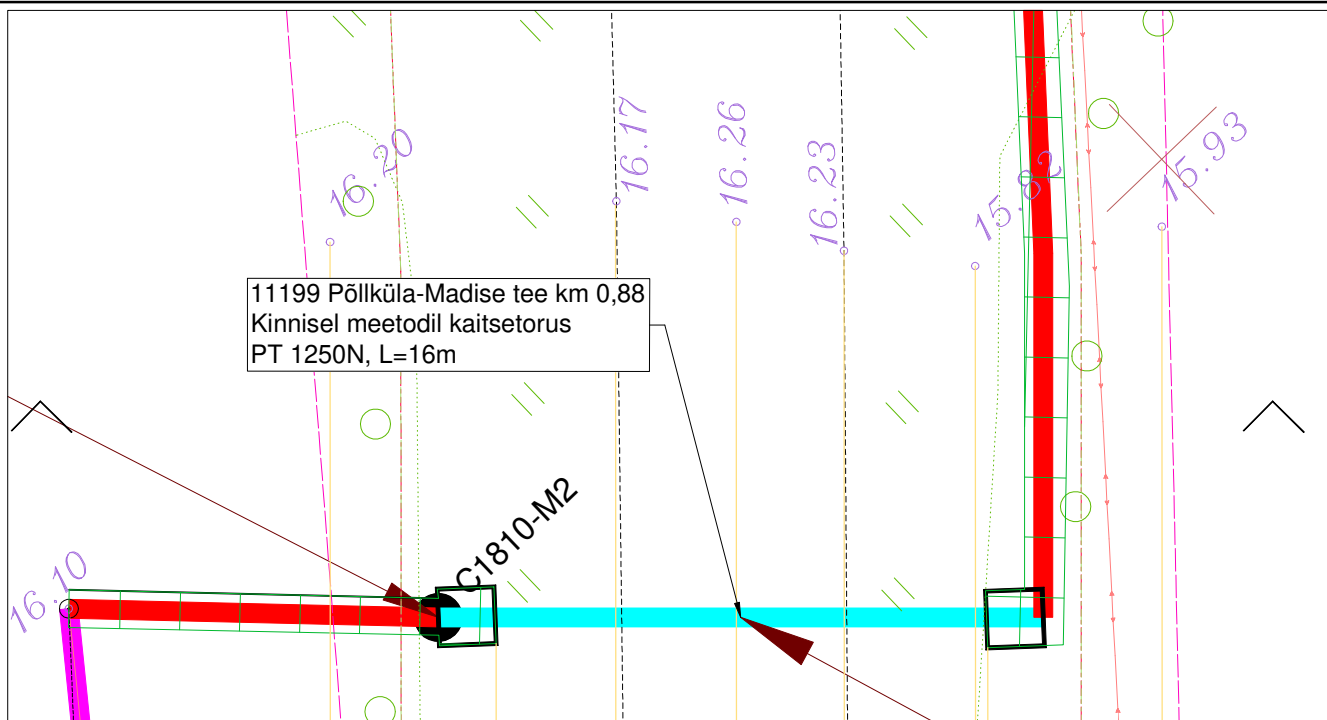 16.20
16.17
16.26
16.23
15.82
15.93
11199 Põllküla-Madise tee km 0,88
Kinnisel meetodil kaitsetorus
PT 1250N, L=16m
C1810-M2
16.10